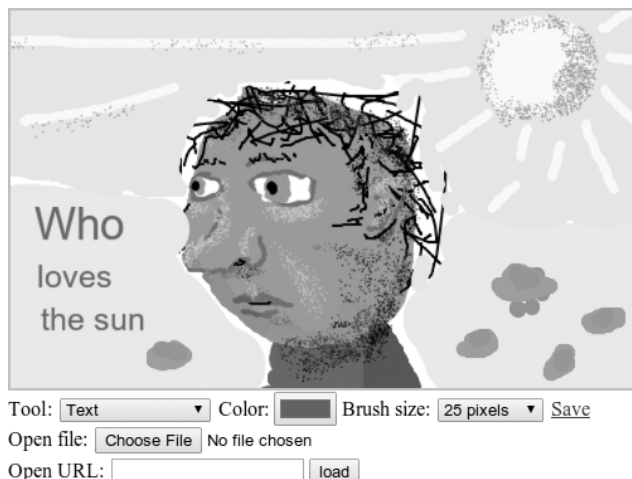 Who
loves
the sun
Tool: Text Color: Brush size: 25 pixels Save
Open file: Choose File No file chosen
Open URL: load